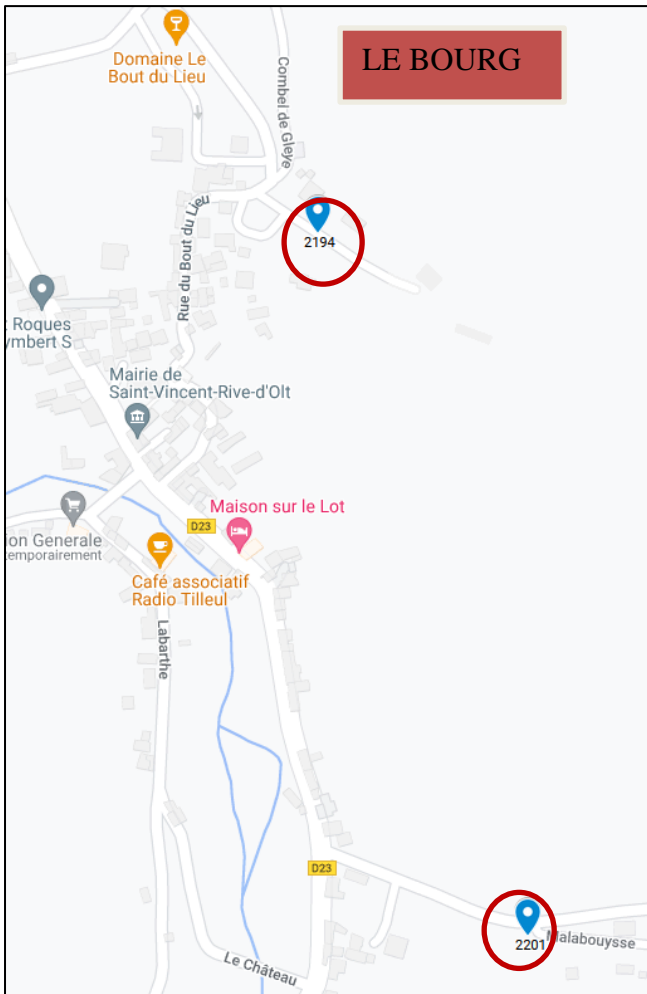 LE BOURG
Domaine Le
Bout du Lieu
Combel de Gleye
Rue du Bout du Lieu
2194
Roques
ymbert S
Mairie de
Saint-Vincent-Rive-d'Olt
Maison sur le Lot
D23
ion Generale
temporairement
Café associatif
Radio Tilleul
Labarthe
D23
2201
Malabouysse
Le Château